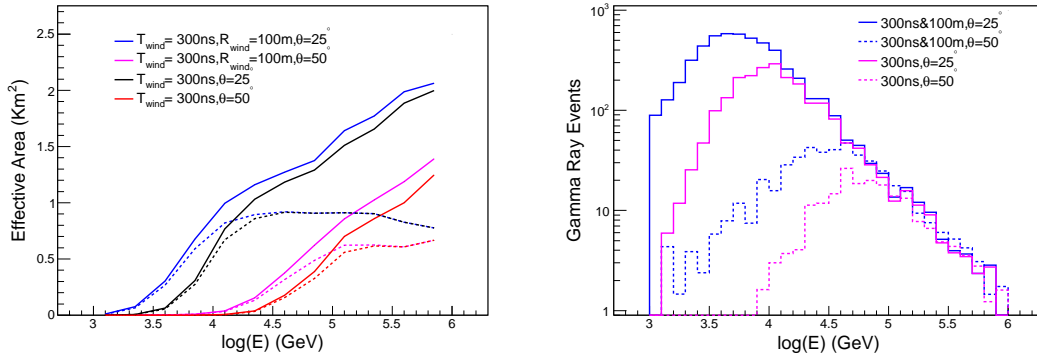 T_wind= 300ns,R_wind=100m,θ=25°
T_wind= 300ns,R_wind=100m,θ=50°
T_wind= 300ns,θ=25°
T_wind= 300ns,θ=50°
Effective Area (Km²)
2.5
2
1.5
1
0.5
0
3 3.5 4 4.5 5 5.5 6
log(E) (GeV)
300ns&100m,θ=25°
300ns&100m,θ=50°
300ns,θ=25°
300ns,θ=50°
Gamma Ray Events
10³
10²
10
1
3 3.5 4 4.5 5 5.5 6
log(E) (GeV)